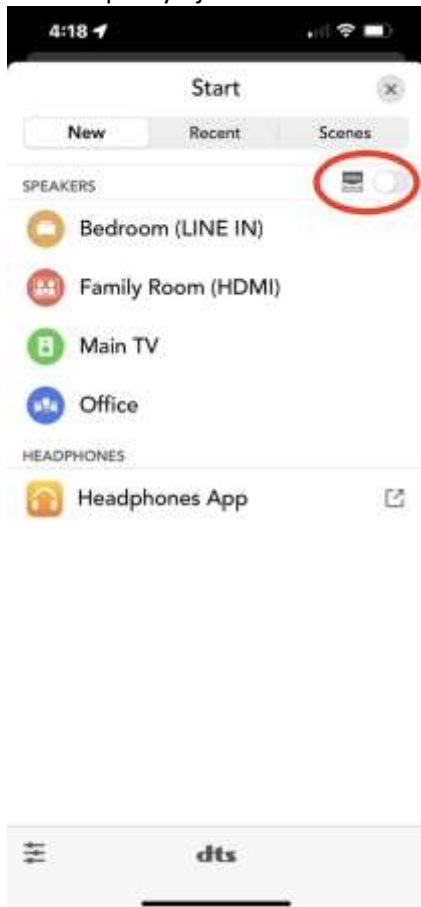 4:18
Start
New Recent Scenes
SPEAKERS
Bedroom (LINE IN)
Family Room (HDMI)
Main TV
Office
HEADPHONES
Headphones App
dts